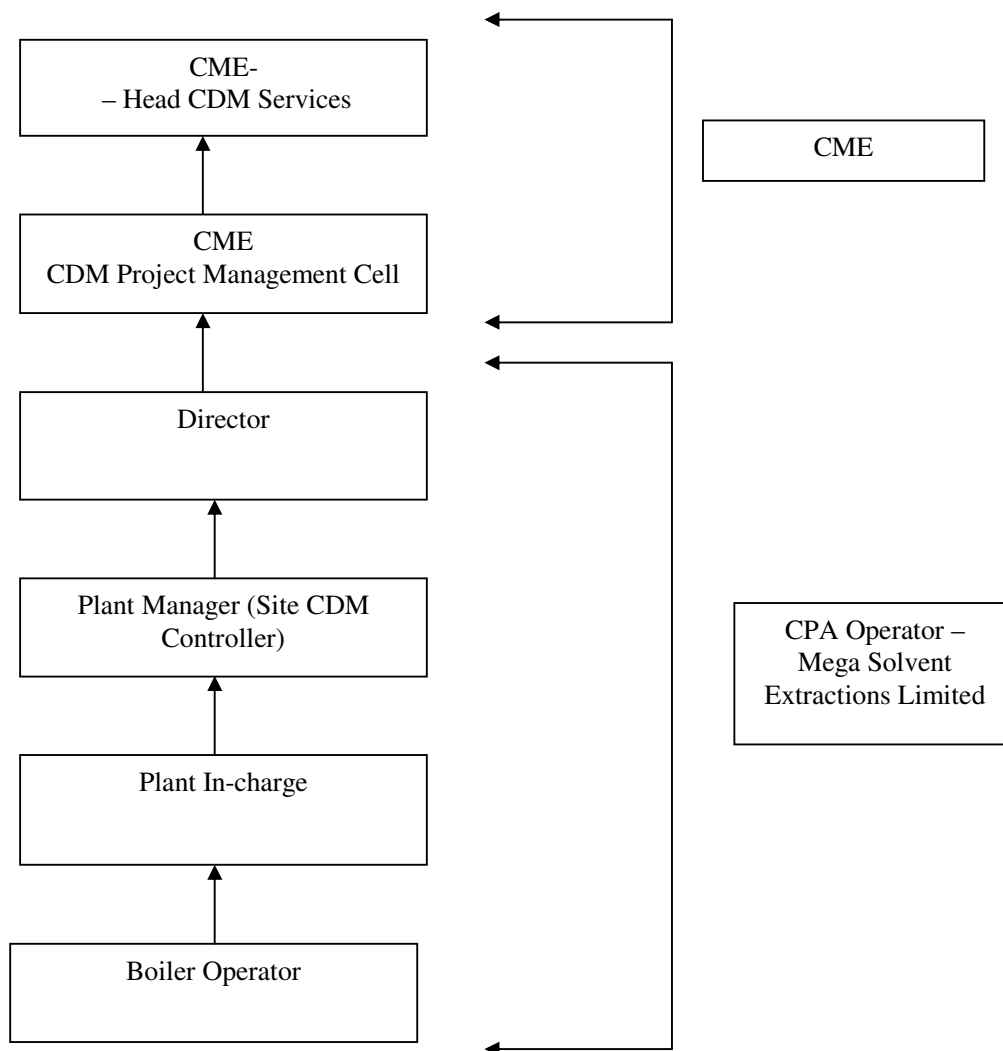 CME-
– Head CDM Services
CME
CME
CDM Project Management Cell
Director
Plant Manager (Site CDM
Controller)
CPA Operator –
Mega Solvent
Extractions Limited
Plant In-charge
Boiler Operator